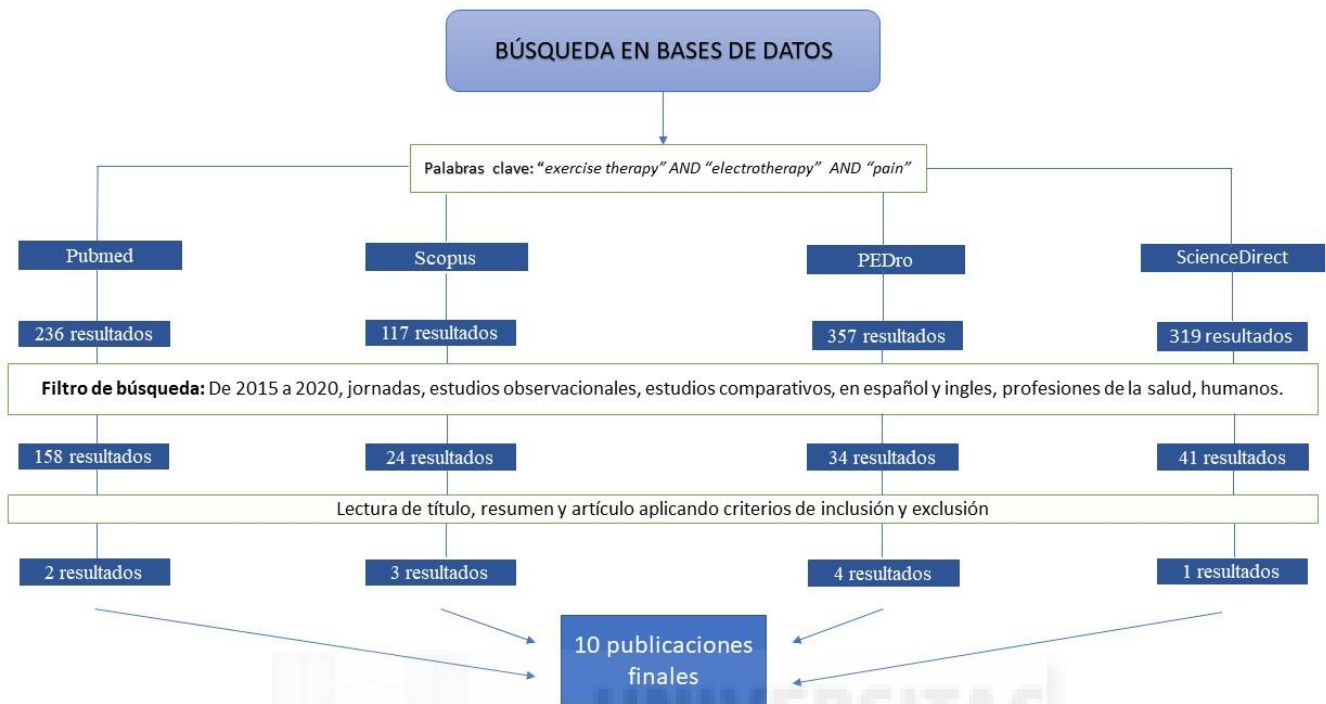 BÚSQUEDA EN BASES DE DATOS
Palabras clave: “exercise therapy” AND “electrotherapy” AND “pain”
Pubmed
Scopus
PEDro
ScienceDirect
236 resultados
117 resultados
357 resultados
319 resultados
Filtro de búsqueda: De 2015 a 2020, jornadas, estudios observacionales, estudios comparativos, en español y ingles, profesiones de la salud, humanos.
158 resultados
24 resultados
34 resultados
41 resultados
Lectura de título, resumen y artículo aplicando criterios de inclusión y exclusión
2 resultados
3 resultados
4 resultados
1 resultados
10 publicaciones
finales
UNIVERSITAS